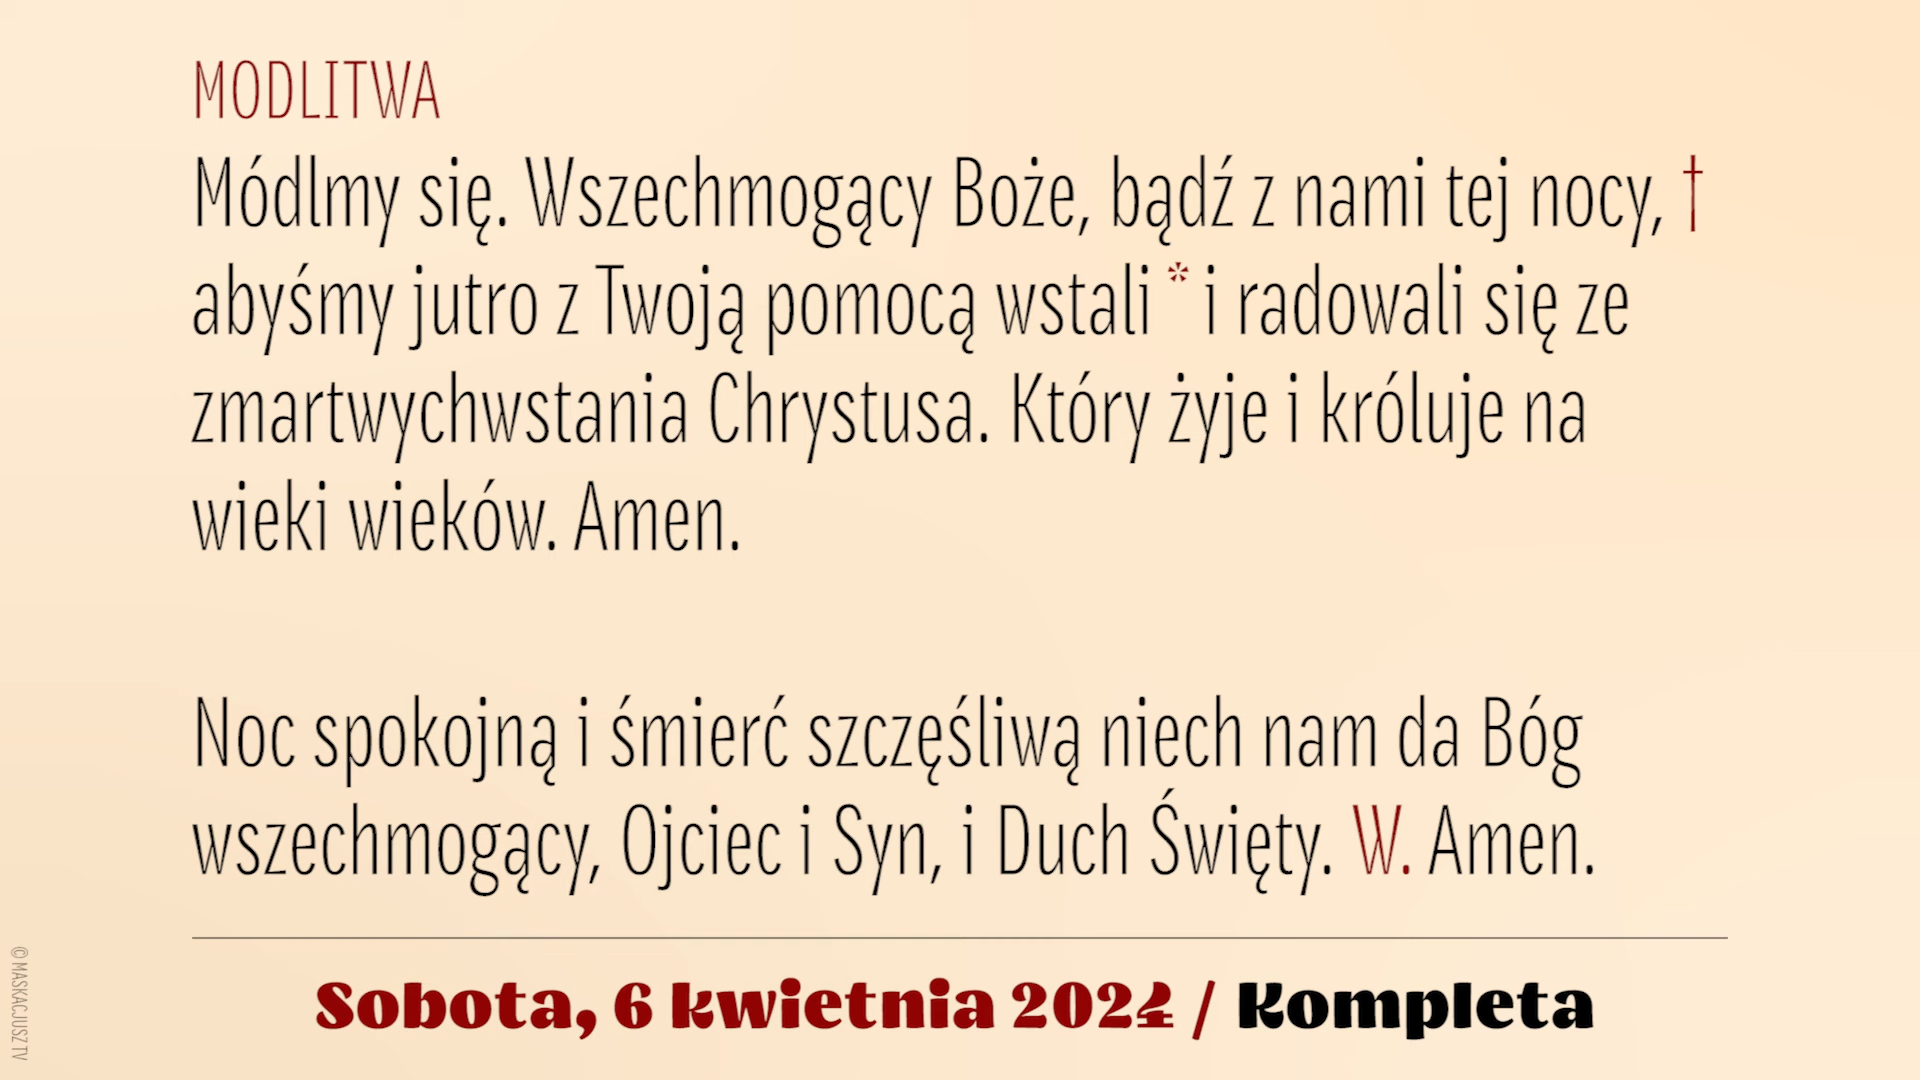 MODLITWA
Módlmy się. Wszechmogący Boże, bądź z nami tej nocy, †
abyśmy jutro z Twoją pomocą wstali * i radowali się ze
zmartwychwstania Chrystusa. Który żyje i króluje na
wieki wieków. Amen.
Noc spokojną i śmierć szczęśliwą niech nam da Bóg
wszechmogący, Ojciec i Syn, i Duch Święty. W. Amen.
Sobota, 6 kwietnia 2024 / Kompleta
© MASKACJUSZ TV